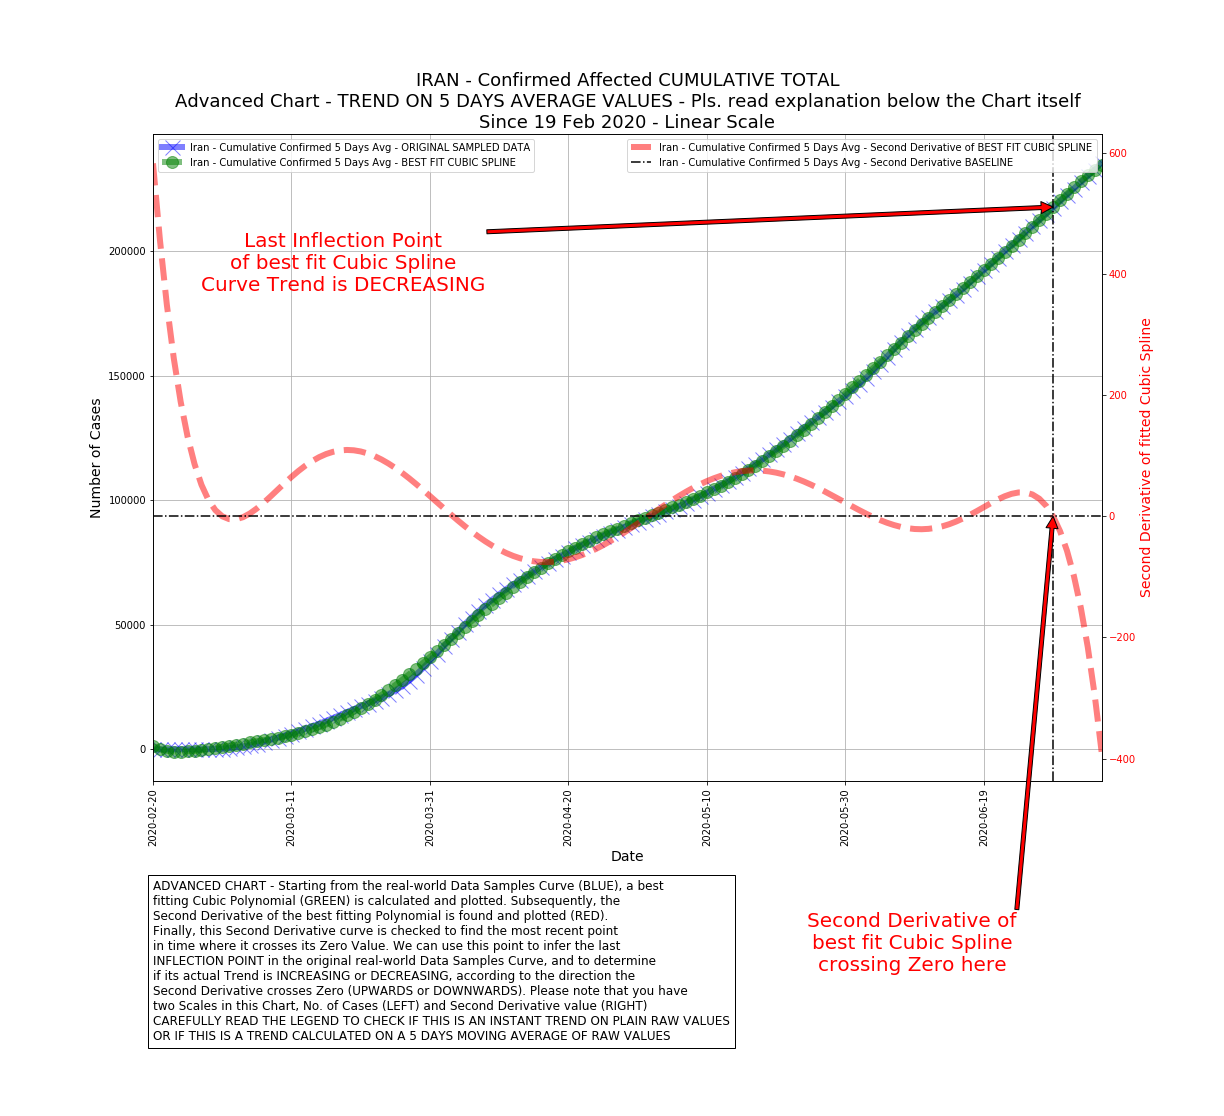 IRAN - Confirmed Affected CUMULATIVE TOTAL
Advanced Chart - TREND ON 5 DAYS AVERAGE VALUES - Pls. read explanation below the Chart itself
Since 19 Feb 2020 - Linear Scale
Iran - Cumulative Confirmed 5 Days Avg - ORIGINAL SAMPLED DATA
Iran - Cumulative Confirmed 5 Days Avg - BEST FIT CUBIC SPLINE
Iran - Cumulative Confirmed 5 Days Avg - Second Derivative of BEST FIT CUBIC SPLINE
Iran - Cumulative Confirmed 5 Days Avg - Second Derivative BASELINE
Last Inflection Point
of best fit Cubic Spline
Curve Trend is DECREASING
Number of Cases
200000
150000
100000
50000
0
600
400
200
0
−200
−400
Second Derivative of fitted Cubic Spline
2020-02-20
2020-03-11
2020-03-31
2020-04-20
2020-05-10
2020-05-30
2020-06-19
Date
ADVANCED CHART - Starting from the real-world Data Samples Curve (BLUE), a best
fitting Cubic Polynomial (GREEN) is calculated and plotted. Subsequently, the
Second Derivative of the best fitting Polynomial is found and plotted (RED).
Finally, this Second Derivative curve is checked to find the most recent point
in time where it crosses its Zero Value. We can use this point to infer the last
INFLECTION POINT in the original real-world Data Samples Curve, and to determine
if its actual Trend is INCREASING or DECREASING, according to the direction the
Second Derivative crosses Zero (UPWARDS or DOWNWARDS). Please note that you have
two Scales in this Chart, No. of Cases (LEFT) and Second Derivative value (RIGHT)
CAREFULLY READ THE LEGEND TO CHECK IF THIS IS AN INSTANT TREND ON PLAIN RAW VALUES
OR IF THIS IS A TREND CALCULATED ON A 5 DAYS MOVING AVERAGE OF RAW VALUES
Second Derivative of
best fit Cubic Spline
crossing Zero here